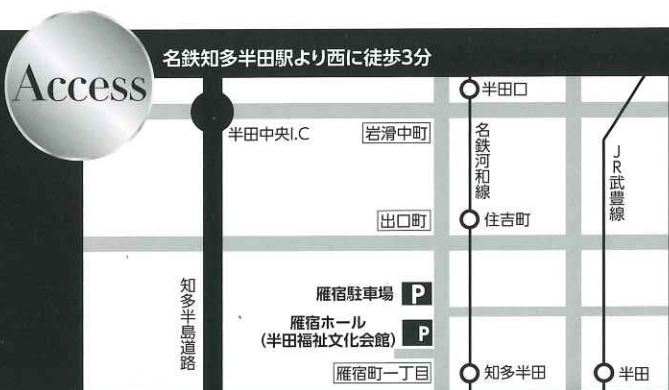 Access
名鉄知多半田駅より西に徒歩3分
半田口
半田中央I.C
岩滑中町
名鉄河和線
JR武豊線
出口町
住吉町
知多半島道路
雁宿駐車場 P
雁宿ホール
(半田福祉文化会館) P
雁宿町一丁目
知多半田
半田